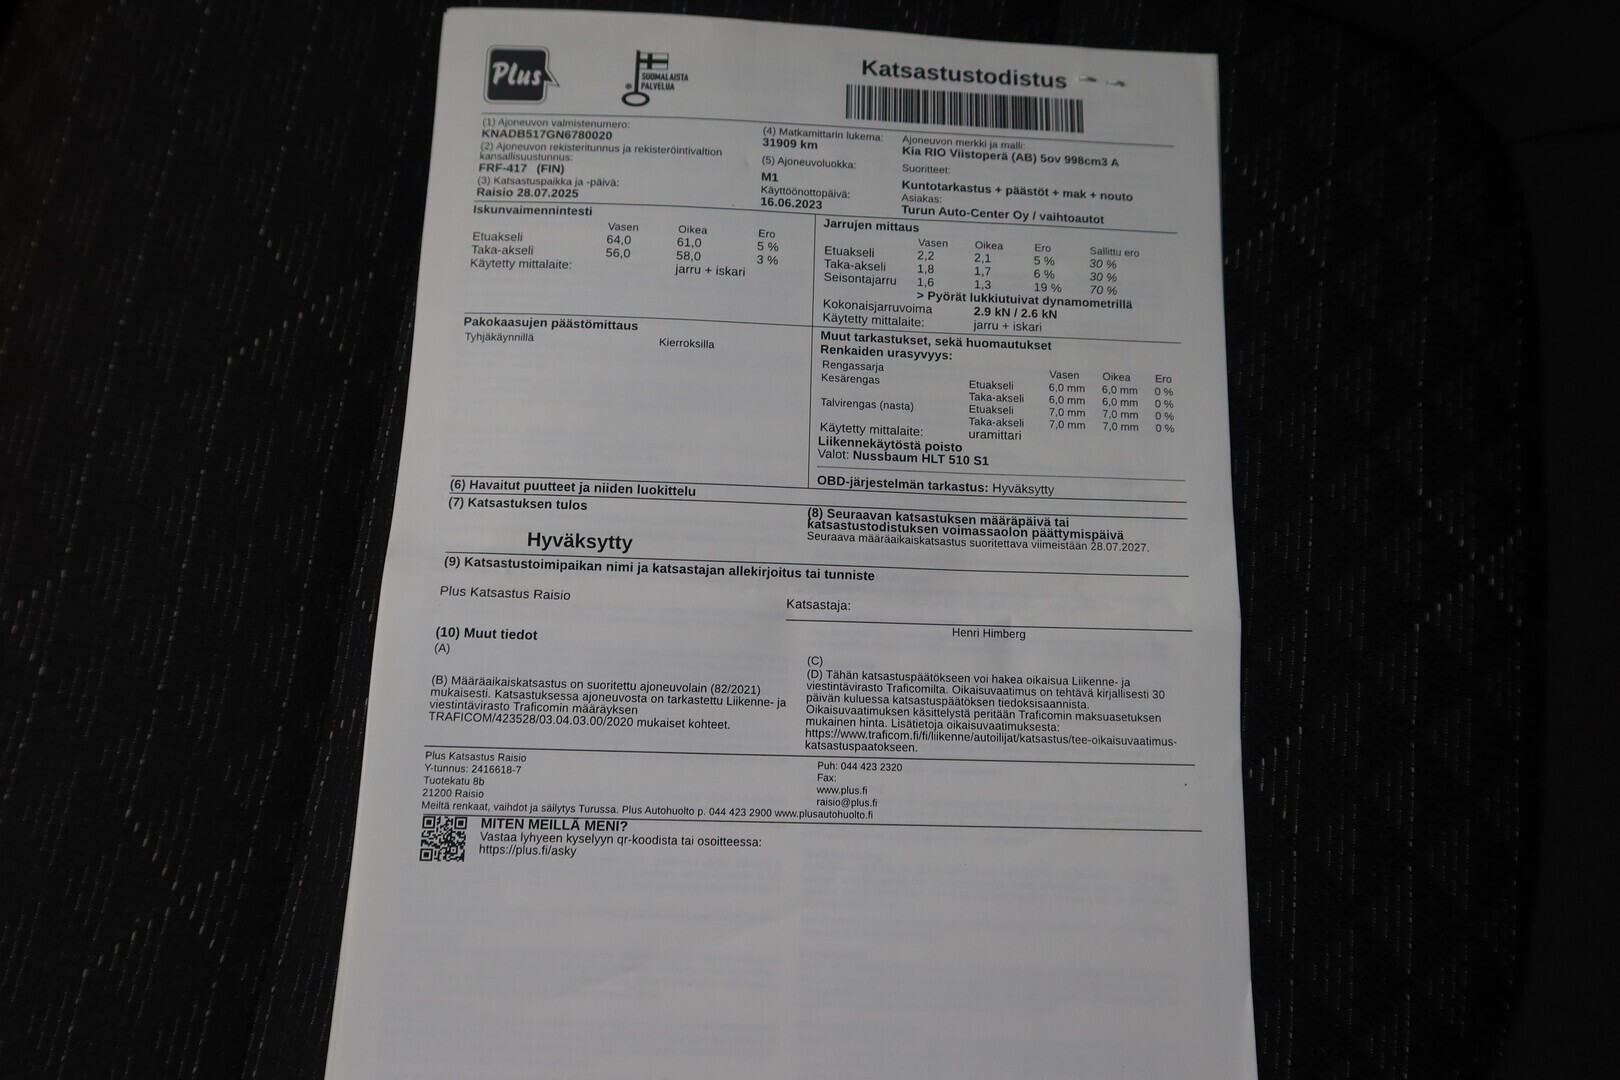 Plus
SUOMALAISTA
PALVELUA
Katsastustodistus
(1) Ajoneuvon valmistenumero:
KNADB517GN6780020
(2) Ajoneuvon rekisteritunnus ja rekisteröintivaltion
kansallisuustunnus:
FRF-417 (FIN)
(3) Katsastuspaikka ja -päivä:
Raisio 28.07.2025
(4) Matkamittarin lukema:
31909 km
(5) Ajoneuvoluokka:
M1
Käyttöönottopäivä:
16.06.2023
Ajoneuvon merkki ja malli:
Kia RIO Viistoperä (AB) 5ov 998cm3 A
Suoritteet:
Kuntotarkastus + päästöt + mak + nouto
Asiakas:
Turun Auto-Center Oy / vaihtoautot
Iskunvaimennintesti
Vasen Oikea Ero
Etuakseli 64,0 61,0 5 %
Taka-akseli 56,0 58,0 3 %
Käytetty mittalaite: jarru + iskari
Jarrujen mittaus
Vasen Oikea Ero Sallittu ero
Etuakseli 2,2 2,1 5 % 30 %
Taka-akseli 1,8 1,7 6 % 30 %
Seisontajarru 1,6 1,3 19 % 70 %
> Pyörät lukkiutuivat dynamometrillä
Kokonaisjarruvoima 2.9 kN / 2.6 kN
Käytetty mittalaite: jarru + iskari
Pakokaasujen päästömittaus
Tyhjäkäynnillä Kierroksilla
Muut tarkastukset, sekä huomautukset
Renkaiden urasyvyys:
Rengassarja Vasen Oikea Ero
Kesärengas Etuakseli 6,0 mm 6,0 mm 0 %
Taka-akseli 6,0 mm 6,0 mm 0 %
Talvirengas (nasta) Etuakseli 7,0 mm 7,0 mm 0 %
Taka-akseli 7,0 mm 7,0 mm 0 %
Käytetty mittalaite: uramittari
Liikennekäytöstä poisto
Valot: Nussbaum HLT 510 S1
OBD-järjestelmän tarkastus: Hyväksytty
(6) Havaitut puutteet ja niiden luokittelu
(7) Katsastuksen tulos
Hyväksytty
(8) Seuraavan katsastuksen määräpäivä tai
katsastustodistuksen voimassaolon päättymispäivä
Seuraava määräaikaiskatsastus suoritettava viimeistään 28.07.2027.
(9) Katsastustoimipaikan nimi ja katsastajan allekirjoitus tai tunniste
Plus Katsastus Raisio
Katsastaja:
Henri Himberg
(10) Muut tiedot
(A)
(B) Määräaikaiskatsastus on suoritettu ajoneuvolain (82/2021)
mukaisesti. Katsastuksessa ajoneuvosta on tarkastettu Liikenne- ja
viestintävirasto Traficomin määräyksen
TRAFICOM/423528/03.04.03.00/2020 mukaiset kohteet.
(C)
(D) Tähän katsastuspäätökseen voi hakea oikaisua Liikenne- ja
viestintävirasto Traficomilta. Oikaisuvaatimus on tehtävä kirjallisesti 30
päivän kuluessa katsastuspäätöksen tiedoksisaannista.
Oikaisuvaatimuksen käsittelystä peritään Traficomin maksuasetuksen
mukainen hinta. Lisätietoja oikaisuvaatimuksesta:
https://www.traficom.fi/fi/liikenne/autoilijat/katsastus/tee-oikaisuvaatimus-
katsastuspaatokseen.
Plus Katsastus Raisio
Y-tunnus: 2416618-7
Tuotekatu 8b
21200 Raisio
Puh: 044 423 2320
Fax:
www.plus.fi
raisio@plus.fi
Meiltä renkaat, vaihdot ja säilytys Turussa. Plus Autohuolto p. 044 423 2900 www.plusautohuolto.fi
MITEN MEILLÄ MENI?
Vastaa lyhyeen kyselyyn qr-koodista tai osoitteessa:
https://plus.fi/asky